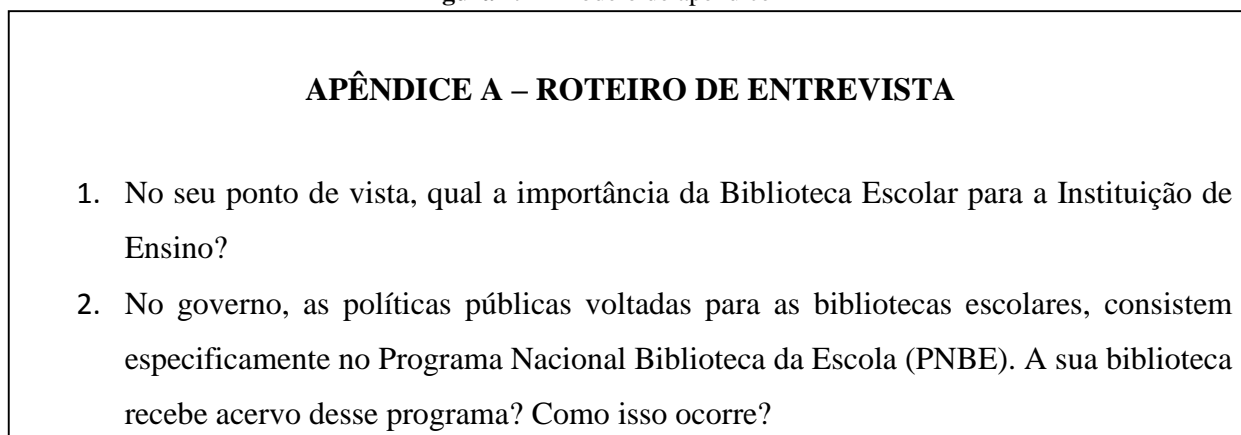 APÊNDICE A – ROTEIRO DE ENTREVISTA
1. No seu ponto de vista, qual a importância da Biblioteca Escolar para a Instituição de
Ensino?
2. No governo, as políticas públicas voltadas para as bibliotecas escolares, consistem
especificamente no Programa Nacional Biblioteca da Escola (PNBE). A sua biblioteca
recebe acervo desse programa? Como isso ocorre?